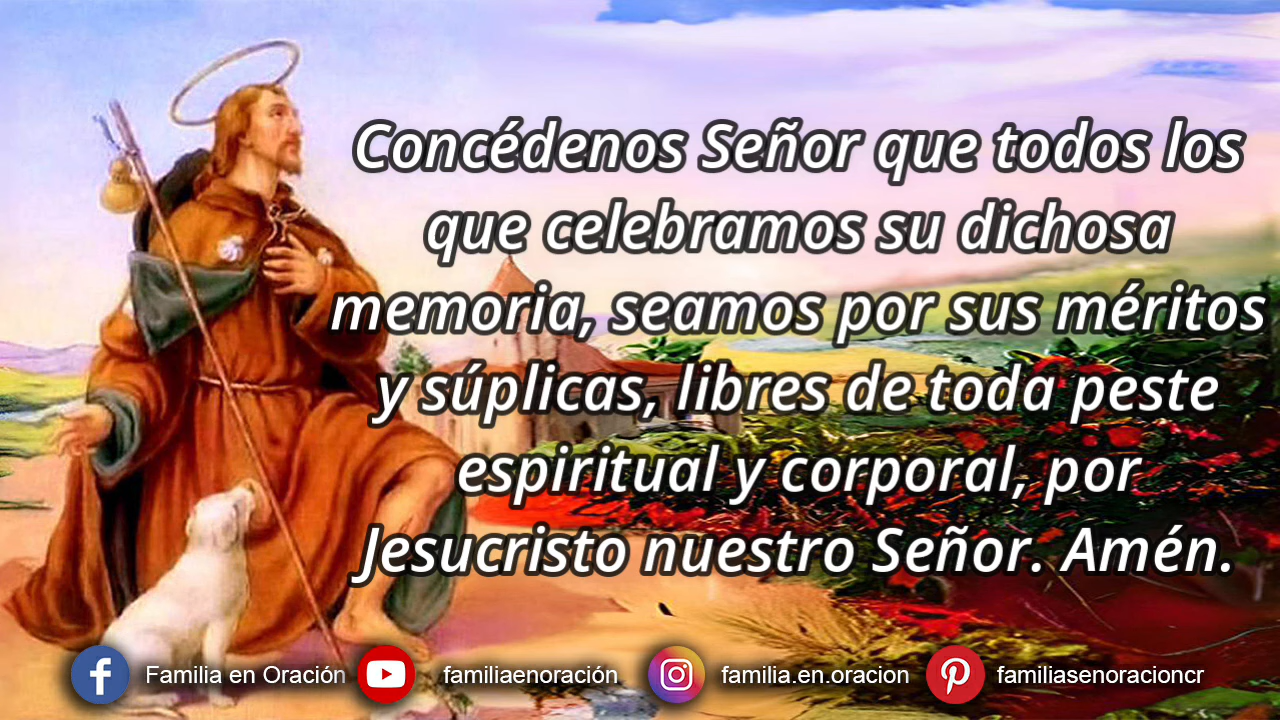 Concédenos Señor que todos los
que celebramos su dichosa
memoria, seamos por sus méritos
y súplicas, libres de toda peste
espiritual y corporal, por
Jesucristo nuestro Señor. Amén.
Familia en Oración familiaenoración familia.en.oracion familiasenoracioncr